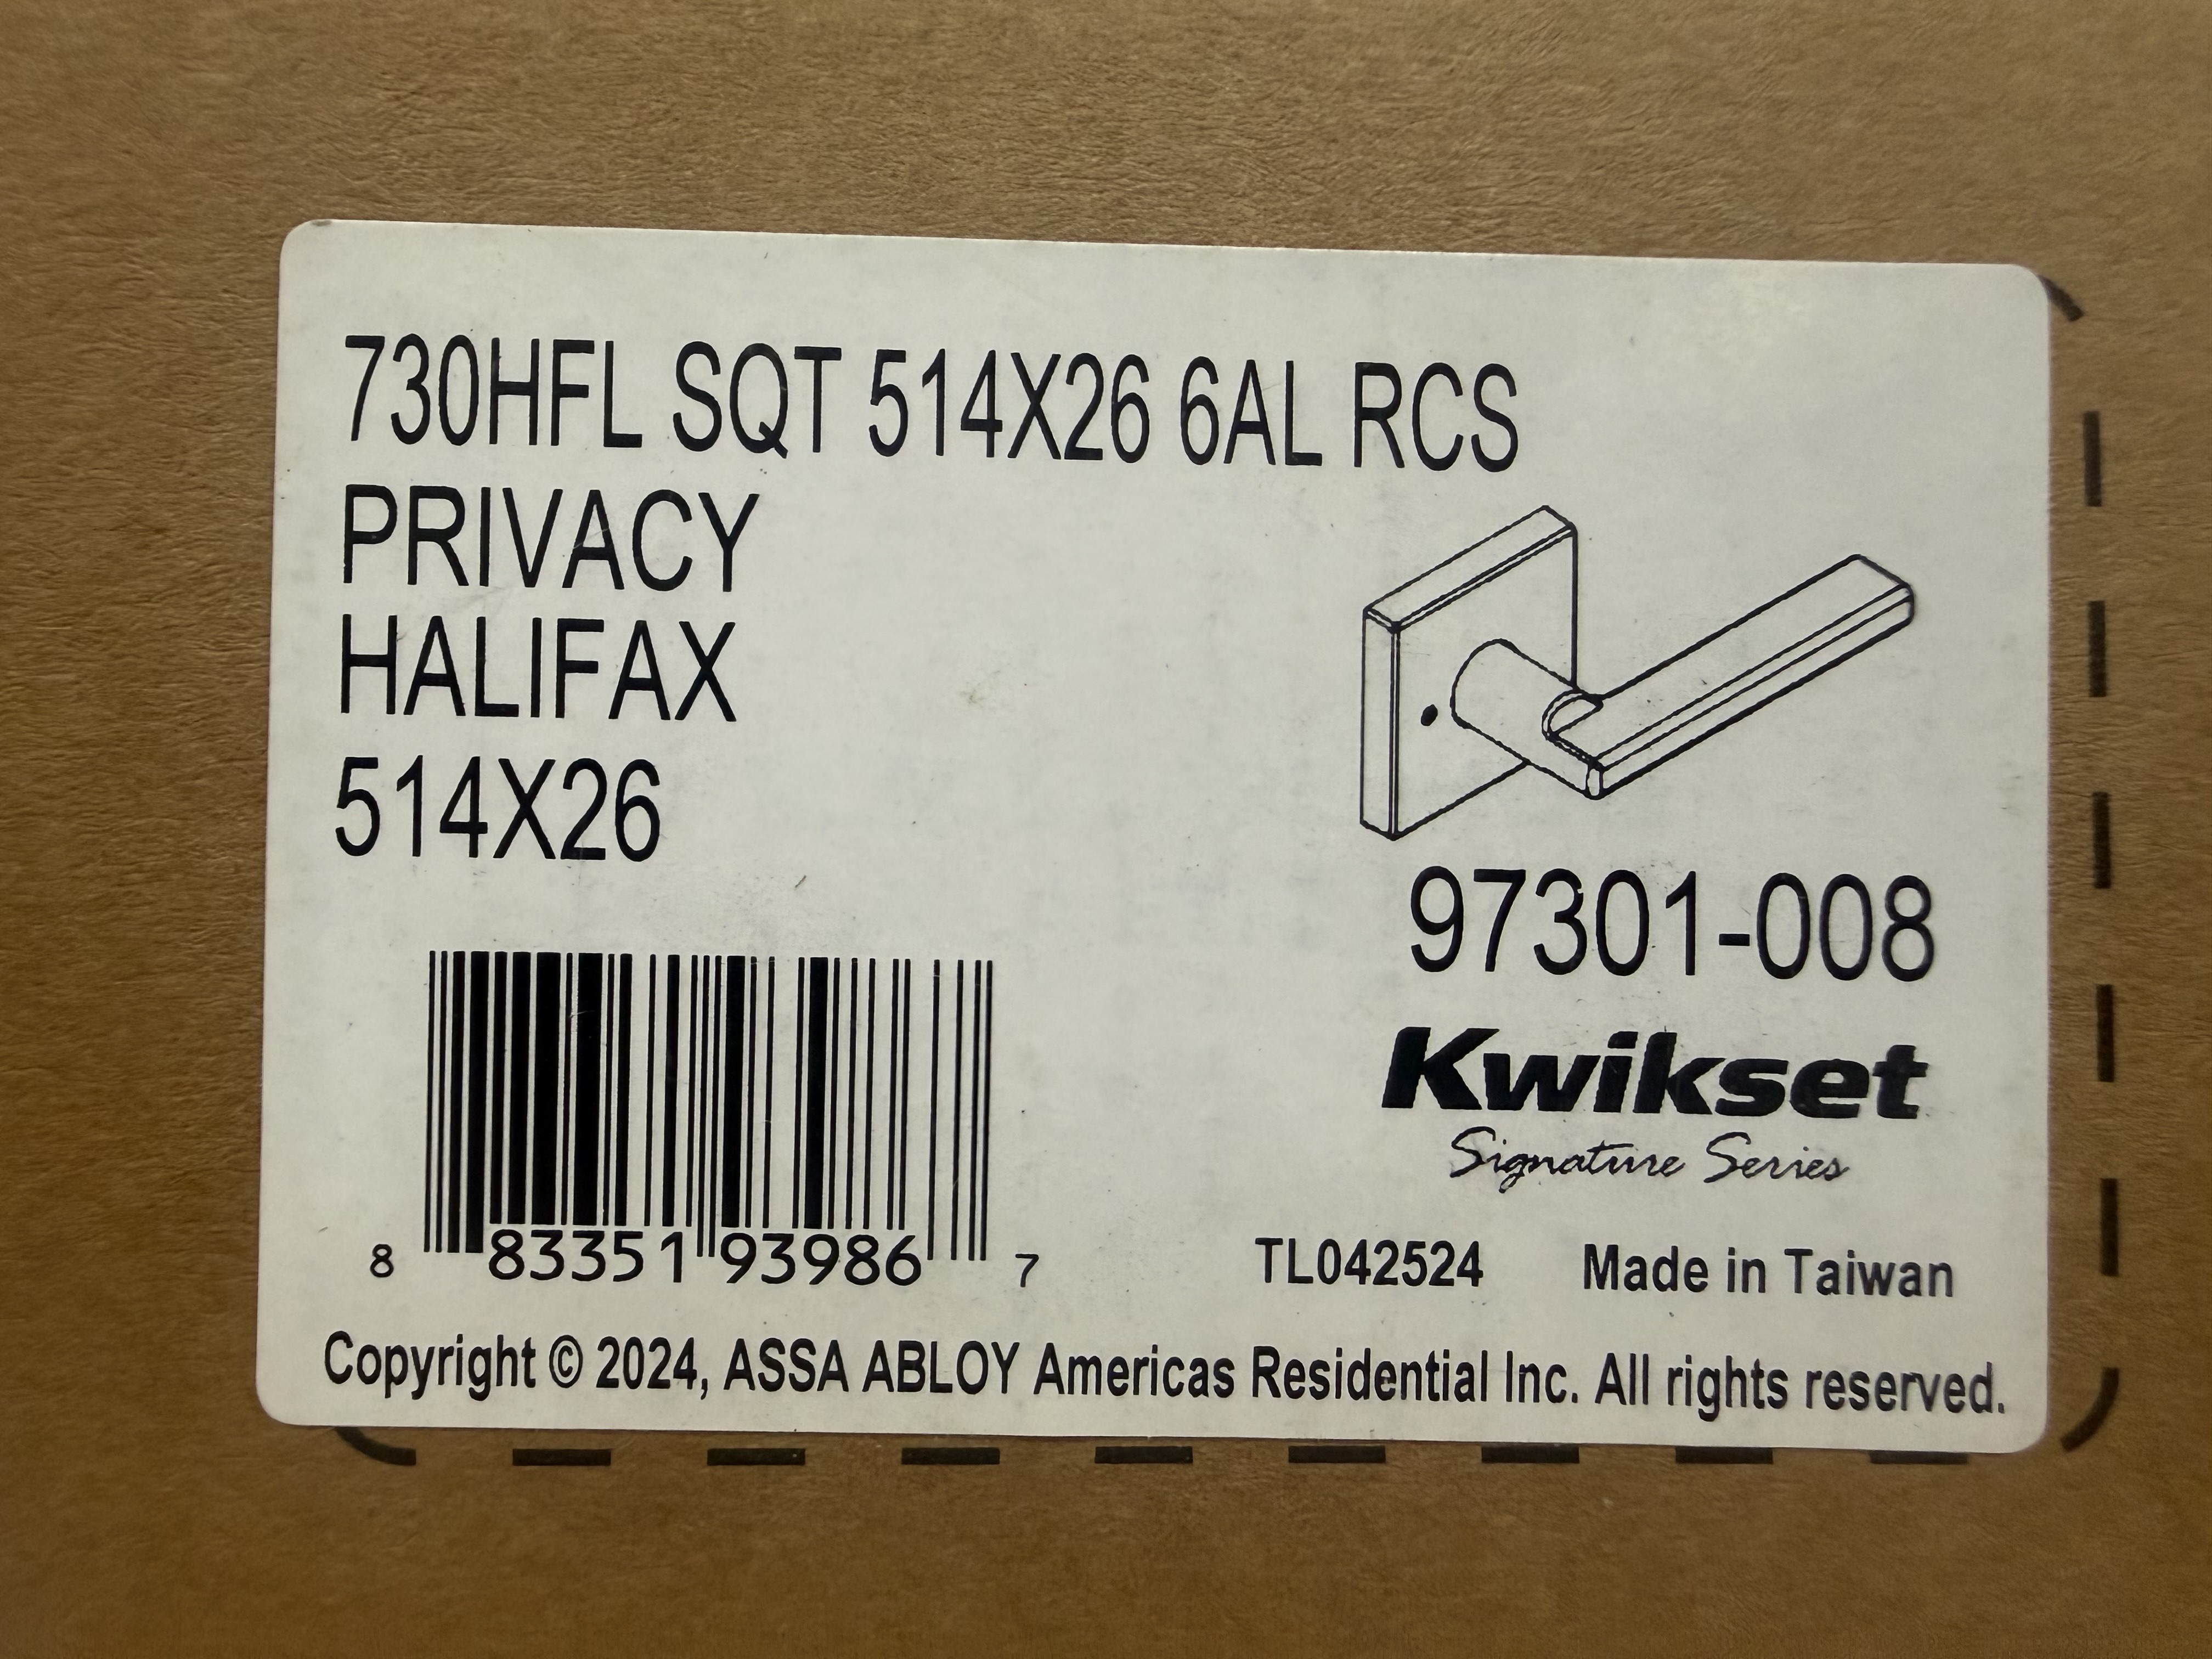 730HFL SQT 514X26 6AL RCS
PRIVACY
HALIFAX
514X26
97301-008
Kwikset
Signature Series
8 83351 93986 7
TL042524 Made in Taiwan
Copyright © 2024, ASSA ABLOY Americas Residential Inc. All rights reserved.